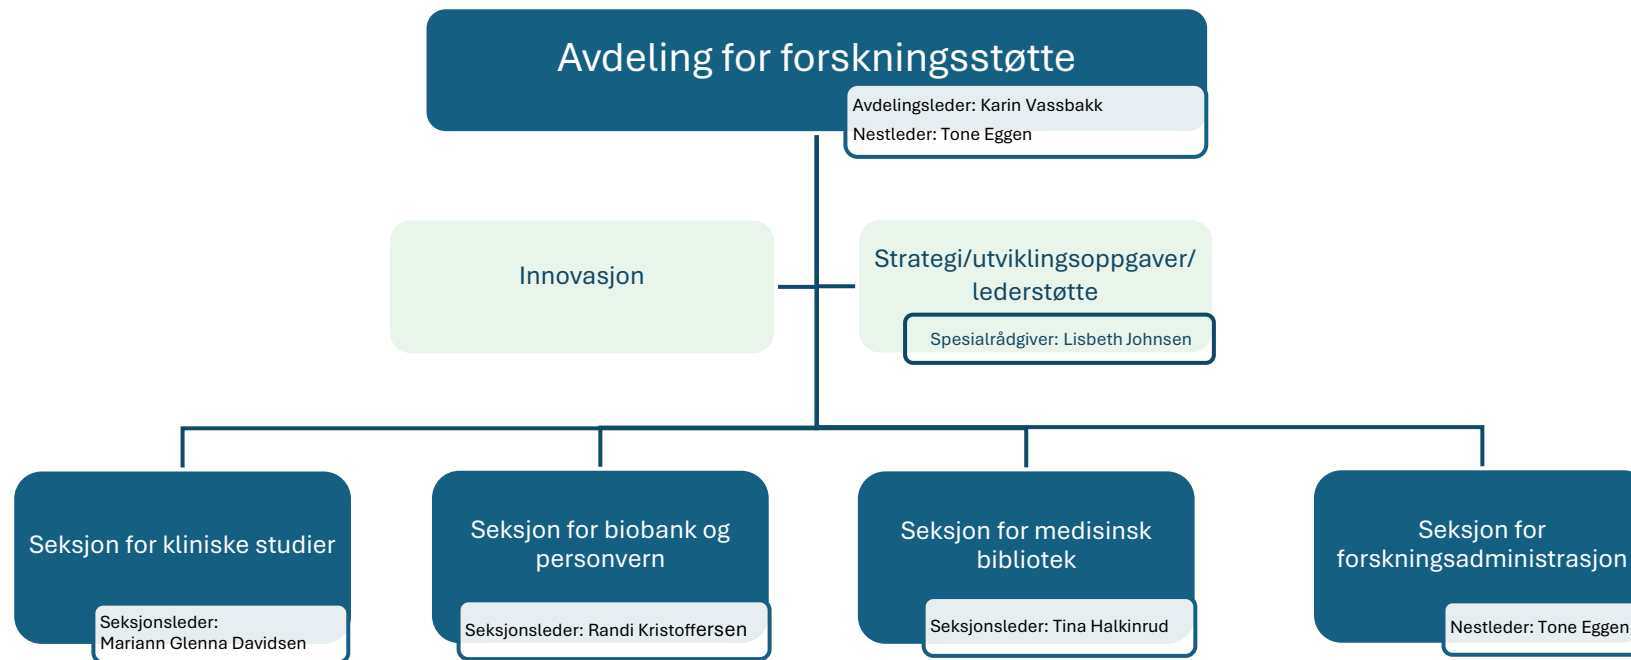 Avdeling for forskningsstøtte
Avdelingsleder: Karin Vassbakk
Nestleder: Tone Eggen
Innovasjon
Strategi/utviklingsoppgaver/
lederstøtte
Spesialrådgiver: Lisbeth Johnsen
Seksjon for kliniske studier
Seksjonsleder:
Mariann Glenna Davidsen
Seksjon for biobank og
personvern
Seksjonsleder: Randi Kristoffersen
Seksjon for medisinsk
bibliotek
Seksjonsleder: Tina Halkinrud
Seksjon for
forskningsadministrasjon
Nestleder: Tone Eggen